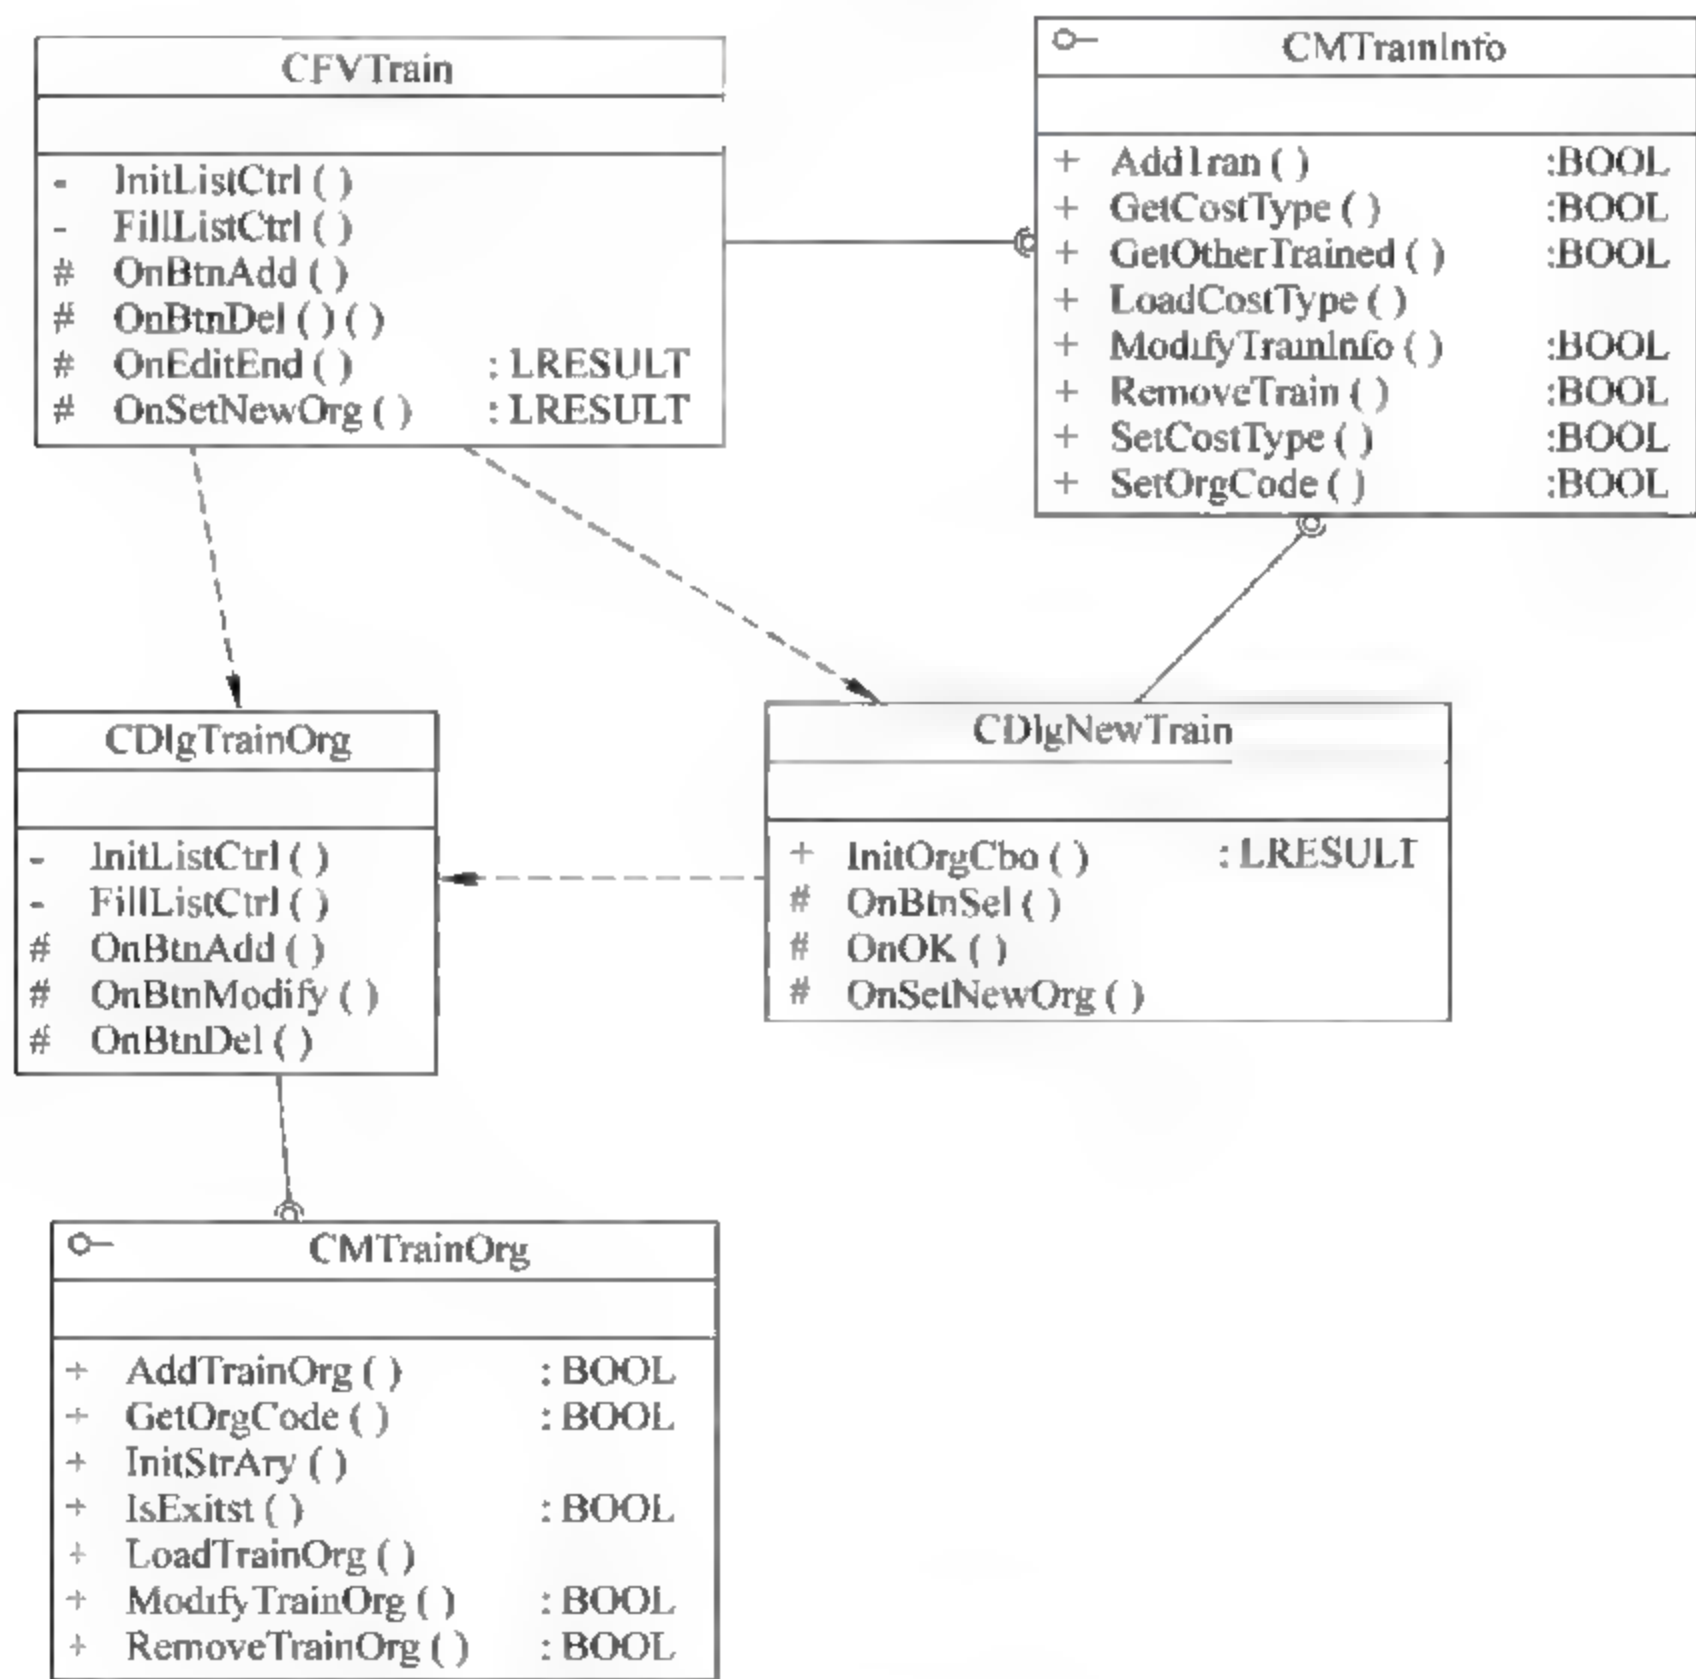 CFVTrain
- InitListCtrl ( )
- FillListCtrl ( )
# OnBtnAdd ( )
# OnBtnDel ( ) ( )
# OnEditEnd ( ) : LRESULT
# OnSetNewOrg ( ) : LRESULT
CMTrainInfo
+ AddTran ( ) :BOOL
+ GetCostType ( ) :BOOL
+ GetOtherTrained ( ) :BOOL
+ LoadCostType ( )
+ ModifyTrainInfo ( ) :BOOL
+ RemoveTrain ( ) :BOOL
+ SetCostType ( ) :BOOL
+ SetOrgCode ( ) :BOOL
CDlgTrainOrg
- InitListCtrl ( )
- FillListCtrl ( )
# OnBtnAdd ( )
# OnBtnModify ( )
# OnBtnDel ( )
CDlgNewTrain
+ InitOrgCbo ( ) : LRESULT
# OnBtnSel ( )
# OnOK ( )
# OnSetNewOrg ( )
CMTrainOrg
+ AddTrainOrg ( ) : BOOL
+ GetOrgCode ( ) : BOOL
+ InitStrAry ( )
+ IsExitst ( ) : BOOL
+ LoadTrainOrg ( )
+ ModifyTrainOrg ( ) : BOOL
+ RemoveTrainOrg ( ) : BOOL